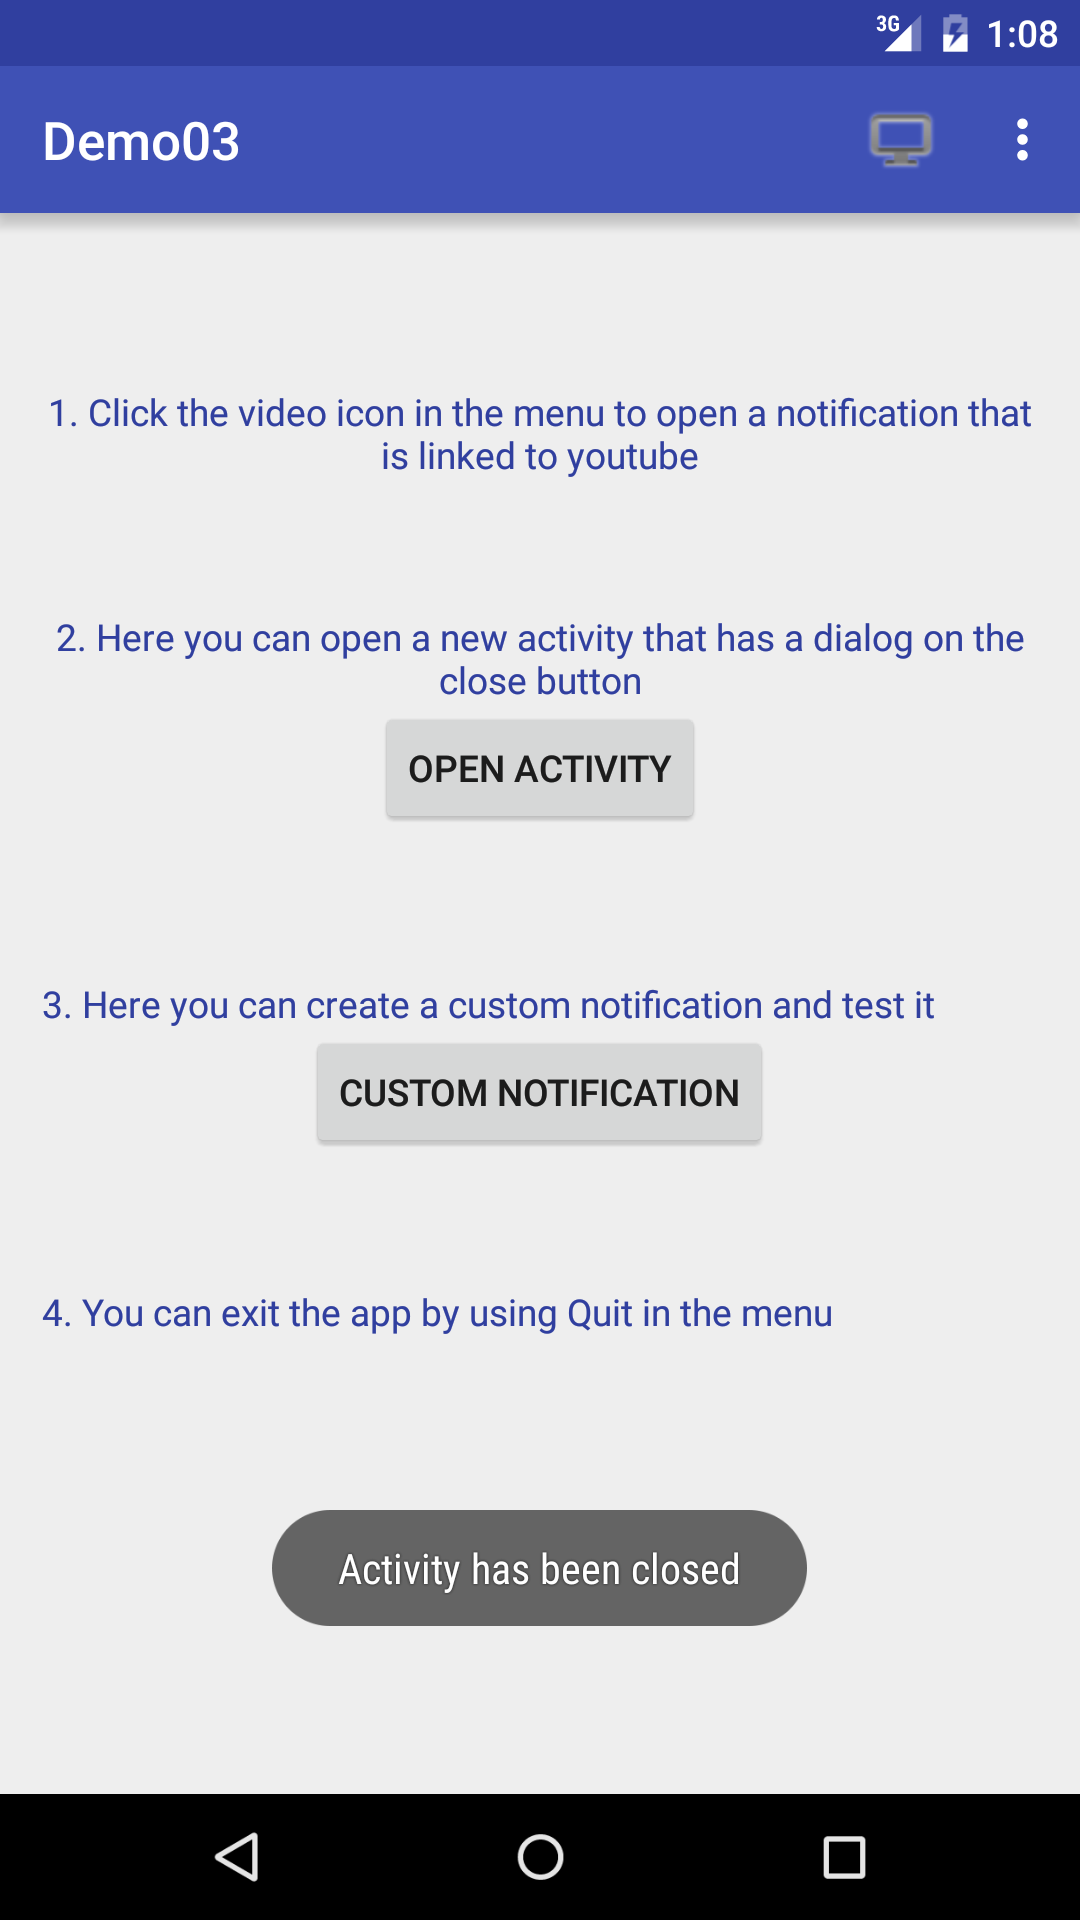 3G 1:08
Demo03
1. Click the video icon in the menu to open a notification that
is linked to youtube
2. Here you can open a new activity that has a dialog on the
close button
OPEN ACTIVITY
3. Here you can create a custom notification and test it
CUSTOM NOTIFICATION
4. You can exit the app by using Quit in the menu
Activity has been closed